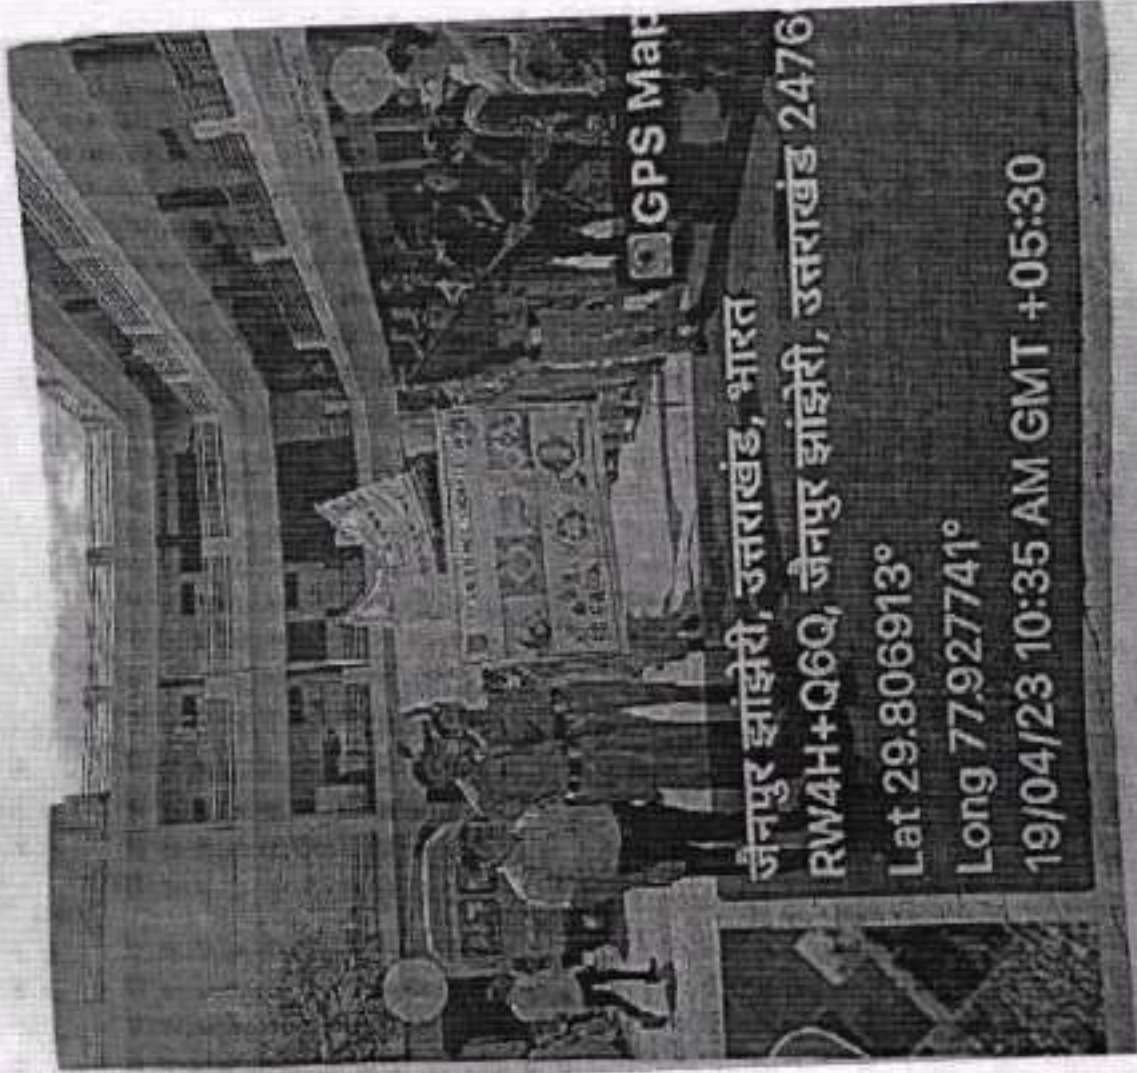 GPS Map
जैनपुर झांझेरी, उत्तराखंड, भारत
RW4H+Q6Q, जैनपुर झांझेरी, उत्तराखंड 2476
Lat 29.806913°
Long 77.927741°
19/04/23 10:35 AM GMT +05:30